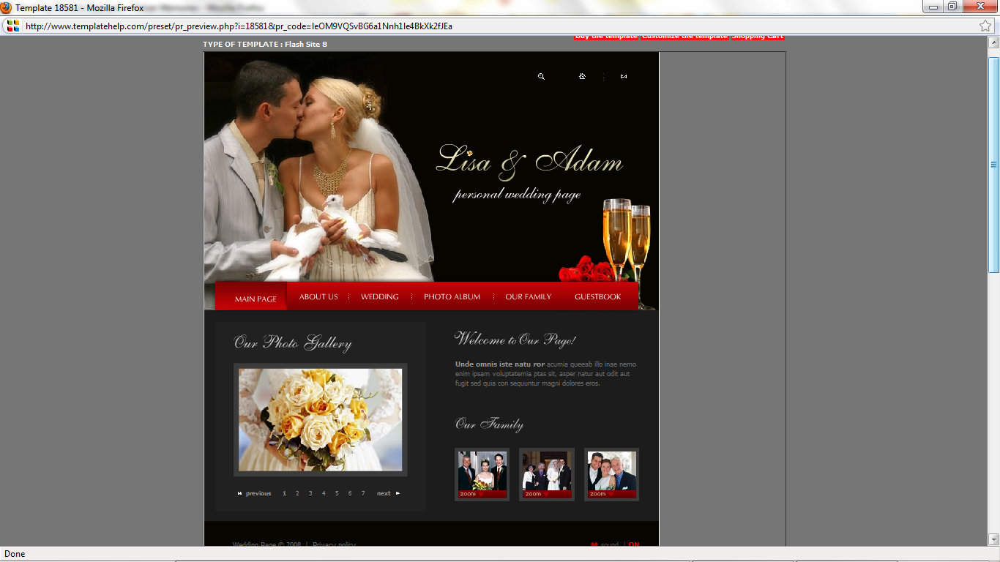 Template 18581 - Mozilla Firefox
http://www.templatehelp.com/preset/pr_preview.php?i=18581&pr_code=
Buy the template Customize the template Shopping Cart
TYPE OF TEMPLATE : Flash Site 8
Lisa & Adam
personal wedding page
MAIN PAGE ABOUT US WEDDING PHOTO ALBUM OUR FAMILY GUESTBOOK
Our Photo Gallery
previous 1 2 3 4 5 6 7 next
Welcome to Our Page!
Unde omnis iste natu ror acumia queeab illo inae nemo
enim ipsam voluptatemia ptas sit, asper natur aut odit aut
fugit sed quia con sequuntur magni dolores eros.
Our Family
zoom zoom zoom
Wedding Page © 2008 | Privacy policy
sound | ON
Done